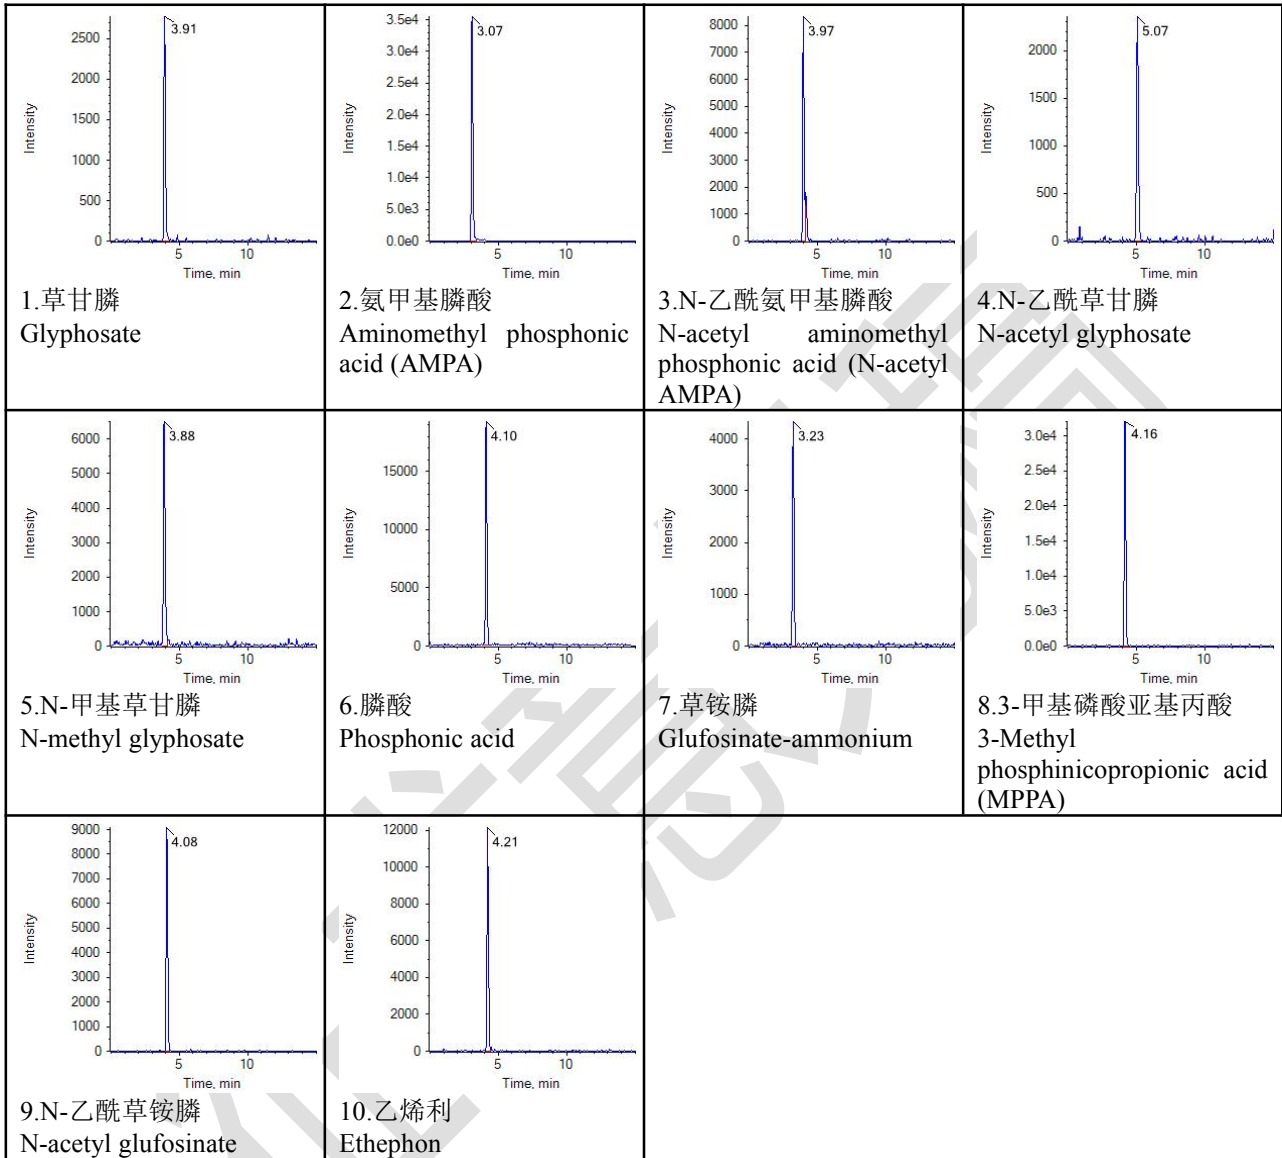 2500
2000
1500
1000
500
0
3.91
Intensity
5
10
Time, min
1.草甘膦
Glyphosate
3.5e4
3.0e4
2.5e4
2.0e4
1.5e4
1.0e4
5.0e3
0.0e0
3.07
Intensity
5
10
Time, min
2.氨甲基膦酸
Aminomethyl phosphonic
acid (AMPA)
8000
7000
6000
5000
4000
3000
2000
1000
0
3.97
Intensity
5
10
Time, min
3.N-乙酰氨甲基膦酸
N-acetyl aminomethyl
phosphonic acid (N-acetyl
AMPA)
2000
1500
1000
500
0
5.07
Intensity
5
10
Time, min
4.N-乙酰草甘膦
N-acetyl glyphosate
6000
5000
4000
3000
2000
1000
0
3.88
Intensity
5
10
Time, min
5.N-甲基草甘膦
N-methyl glyphosate
15000
10000
5000
0
4.10
Intensity
5
10
Time, min
6.膦酸
Phosphonic acid
4000
3000
2000
1000
0
3.23
Intensity
5
10
Time, min
7.草铵膦
Glufosinate-ammonium
3.0e4
2.5e4
2.0e4
1.5e4
1.0e4
5.0e3
0.0e0
4.16
Intensity
5
10
Time, min
8.3-甲基磷酸亚基丙酸
3-Methyl
phosphinicopropionic acid
(MPPA)
9000
8000
7000
6000
5000
4000
3000
2000
1000
0
4.08
Intensity
5
10
Time, min
9.N-乙酰草铵膦
N-acetyl glufosinate
12000
10000
8000
6000
4000
2000
0
4.21
Intensity
5
10
Time, min
10.乙烯利
Ethephon